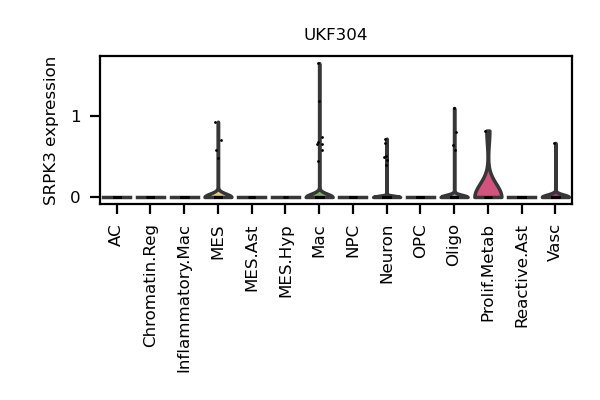 UKF304
SRPK3 expression
1
0
AC
Chromatin.Reg
Inflammatory.Mac
MES
MES.Ast
MES.Hyp
Mac
NPC
Neuron
OPC
Oligo
Prolif.Metab
Reactive.Ast
Vasc